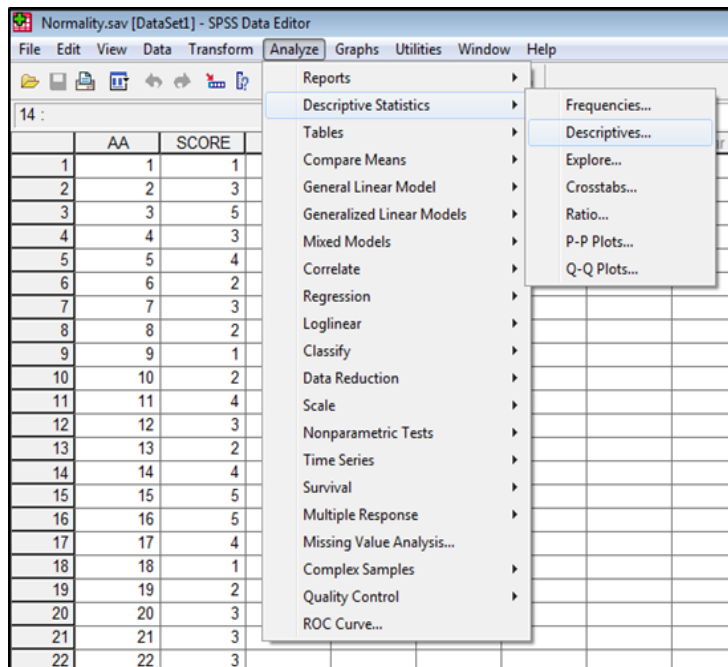 Normality.sav [DataSet1] - SPSS Data Editor
File Edit View Data Transform Analyze Graphs Utilities Window Help
14 :
AA SCORE
1 1 1
2 2 3
3 3 5
4 4 3
5 5 4
6 6 2
7 7 3
8 8 2
9 9 1
10 10 2
11 11 4
12 12 3
13 13 2
14 14 4
15 15 5
16 16 5
17 17 4
18 18 1
19 19 2
20 20 3
21 21 3
22 22 3
Reports
Descriptive Statistics
Tables
Compare Means
General Linear Model
Generalized Linear Models
Mixed Models
Correlate
Regression
Loglinear
Classify
Data Reduction
Scale
Nonparametric Tests
Time Series
Survival
Multiple Response
Missing Value Analysis...
Complex Samples
Quality Control
ROC Curve...
Frequencies...
Descriptives...
Explore...
Crosstabs...
Ratio...
P-P Plots...
Q-Q Plots...